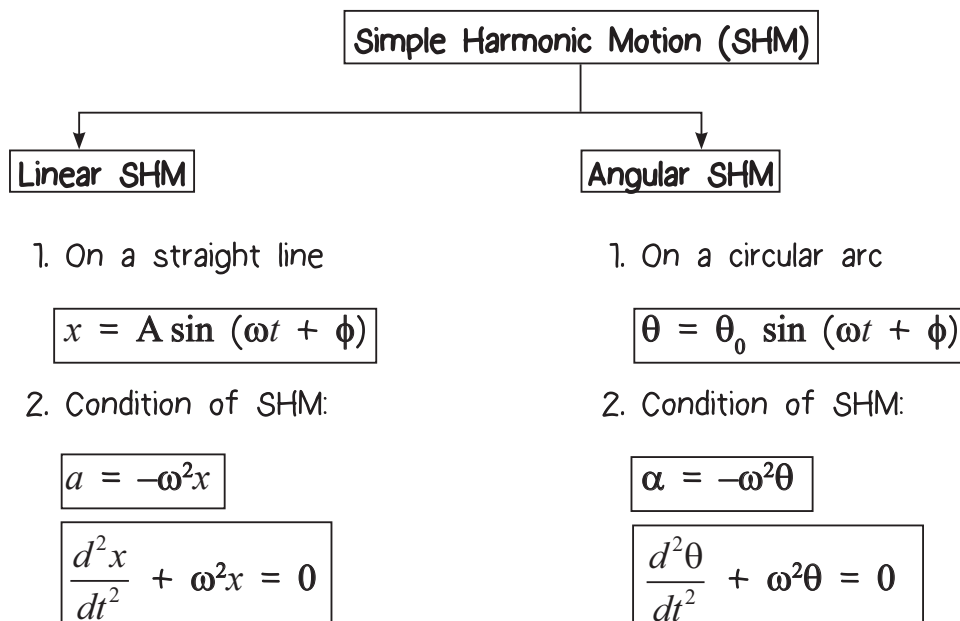 Simple Harmonic Motion (SHM)
Linear SHM
1. On a straight line
x = A sin (ωt + ϕ)
2. Condition of SHM:
a = –ω²x
d²x/dt² + ω²x = 0
Angular SHM
1. On a circular arc
θ = θ₀ sin (ωt + ϕ)
2. Condition of SHM:
α = –ω²θ
d²θ/dt² + ω²θ = 0